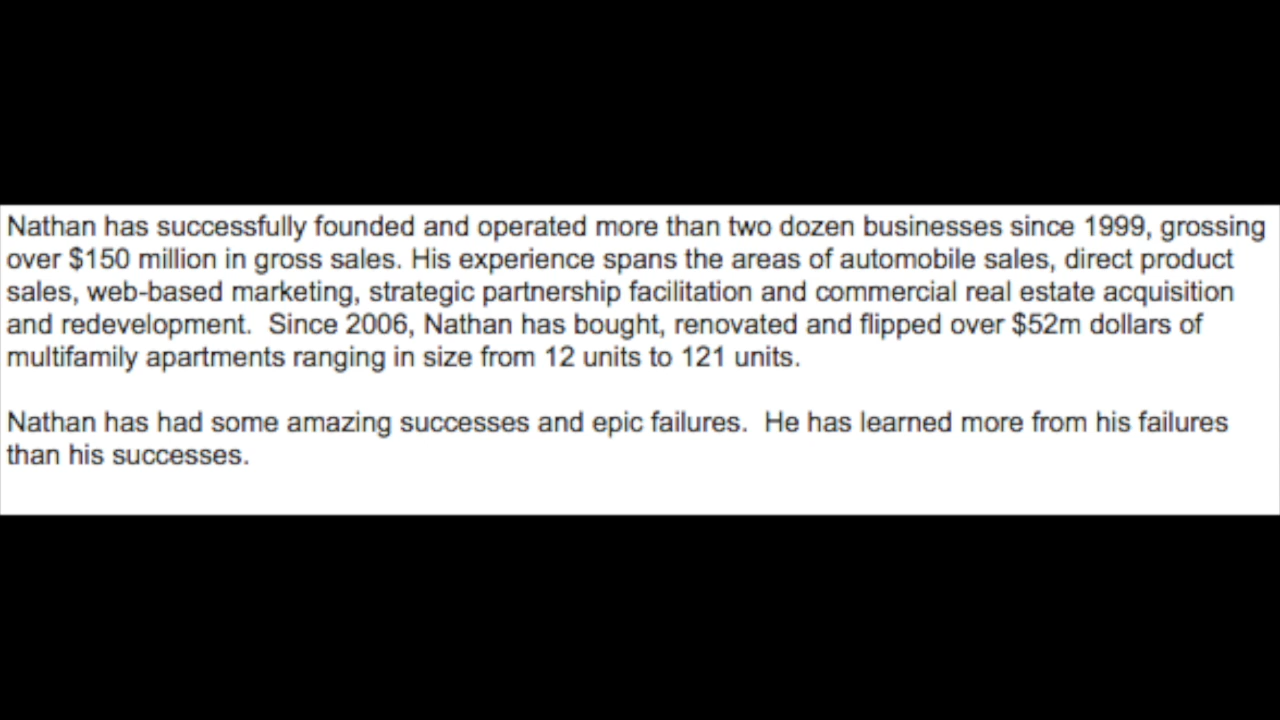 Nathan has successfully founded and operated more than two dozen businesses since 1999, grossing
over $150 million in gross sales. His experience spans the areas of automobile sales, direct product
sales, web-based marketing, strategic partnership facilitation and commercial real estate acquisition
and redevelopment.  Since 2006, Nathan has bought, renovated and flipped over $52m dollars of
multifamily apartments ranging in size from 12 units to 121 units.
Nathan has had some amazing successes and epic failures.  He has learned more from his failures
than his successes.